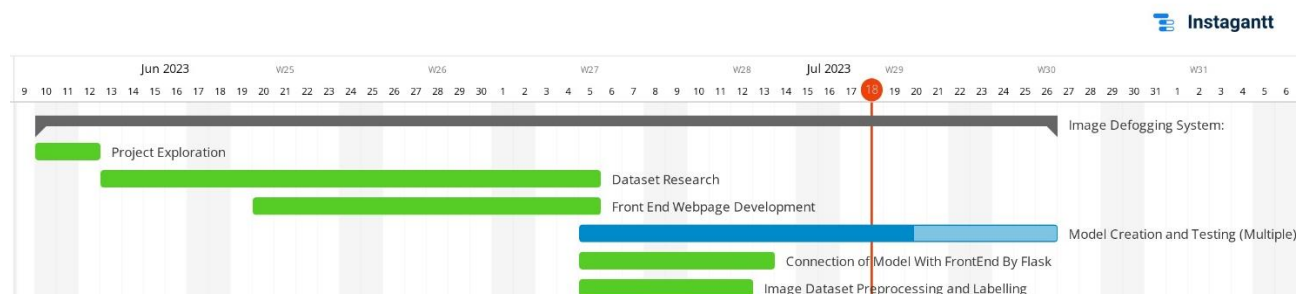 Instagantt
Jun 2023 W25 W26 W27 W28 Jul 2023 W29 W30 W31
9 10 11 12 13 14 15 16 17 18 19 20 21 22 23 24 25 26 27 28 29 30 1 2 3 4 5 6 7 8 9 10 11 12 13 14 15 16 17 18 19 20 21 22 23 24 25 26 27 28 29 30 31 1 2 3 4 5 6
Image Defogging System:
Project Exploration
Dataset Research
Front End Webpage Development
Model Creation and Testing (Multiple)
Connection of Model With FrontEnd By Flask
Image Dataset Preprocessing and Labelling